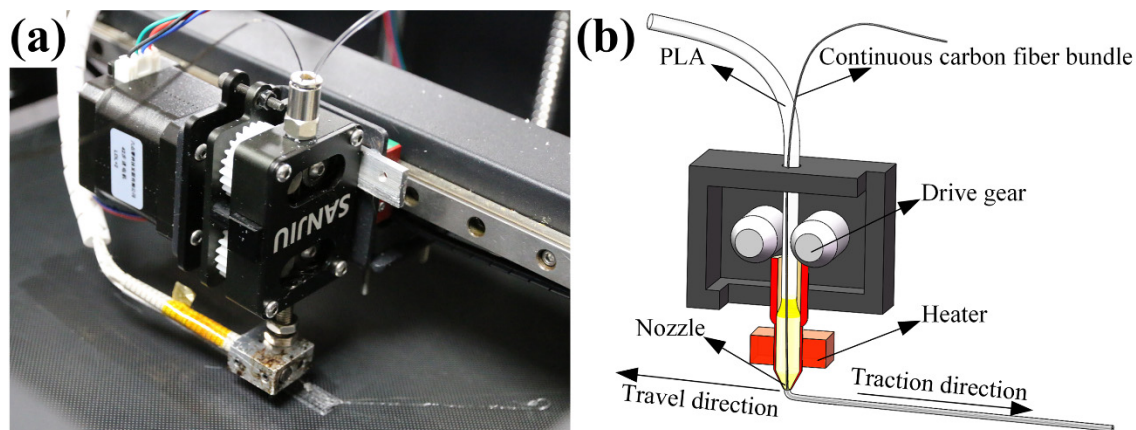 (a)
SANJIU
(b)
PLA
Continuous carbon fiber bundle
Drive gear
Nozzle
Heater
Travel direction
Traction direction